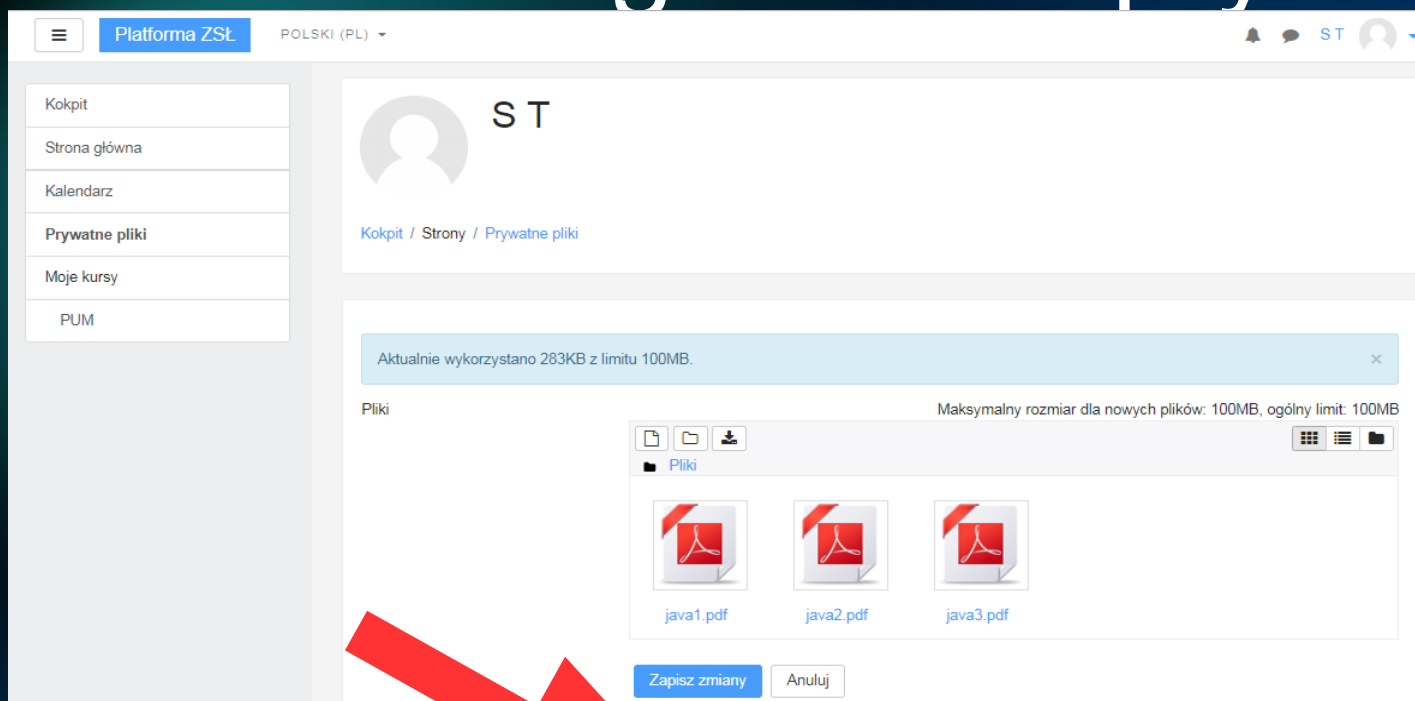 Platforma ZSŁ POLSKI (PL) S T
Kokpit
Strona główna
Kalendarz
Prywatne pliki
Moje kursy
PUM
S T
Kokpit / Strony / Prywatne pliki
Aktualnie wykorzystano 283KB z limitu 100MB. ×
Pliki Maksymalny rozmiar dla nowych plików: 100MB, ogólny limit: 100MB
Pliki
java1.pdf java2.pdf java3.pdf
Zapisz zmiany Anuluj